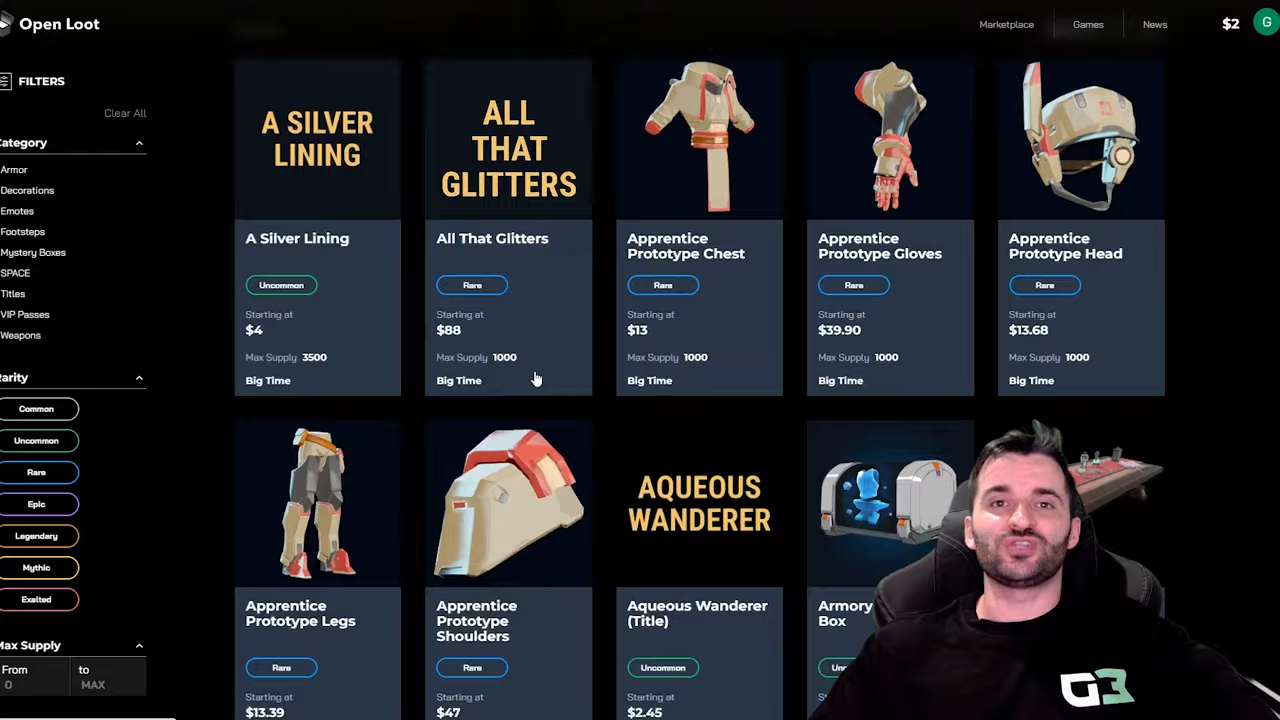 Open Loot
Marketplace
Games
News
$2
G
FILTERS
Clear All
Category
Armor
Decorations
Emotes
Footsteps
Mystery Boxes
SPACE
Titles
VIP Passes
Weapons
Rarity
Common
Uncommon
Rare
Epic
Legendary
Mythic
Exalted
Max Supply
From
to
0
MAX
A SILVER
LINING
A Silver Lining
Uncommon
Starting at
$4
Max Supply 3500
Big Time
ALL
THAT
GLITTERS
All That Glitters
Rare
Starting at
$88
Max Supply 1000
Big Time
Apprentice
Prototype Chest
Rare
Starting at
$13
Max Supply 1000
Big Time
Apprentice
Prototype Gloves
Rare
Starting at
$39.90
Max Supply 1000
Big Time
Apprentice
Prototype Head
Rare
Starting at
$13.68
Max Supply 1000
Big Time
Apprentice
Prototype Legs
Rare
Starting at
$13.39
Apprentice
Prototype
Shoulders
Rare
Starting at
$47
AQUEOUS
WANDERER
Aqueous Wanderer
(Title)
Uncommon
Starting at
$2.45
Armory
Box
G3